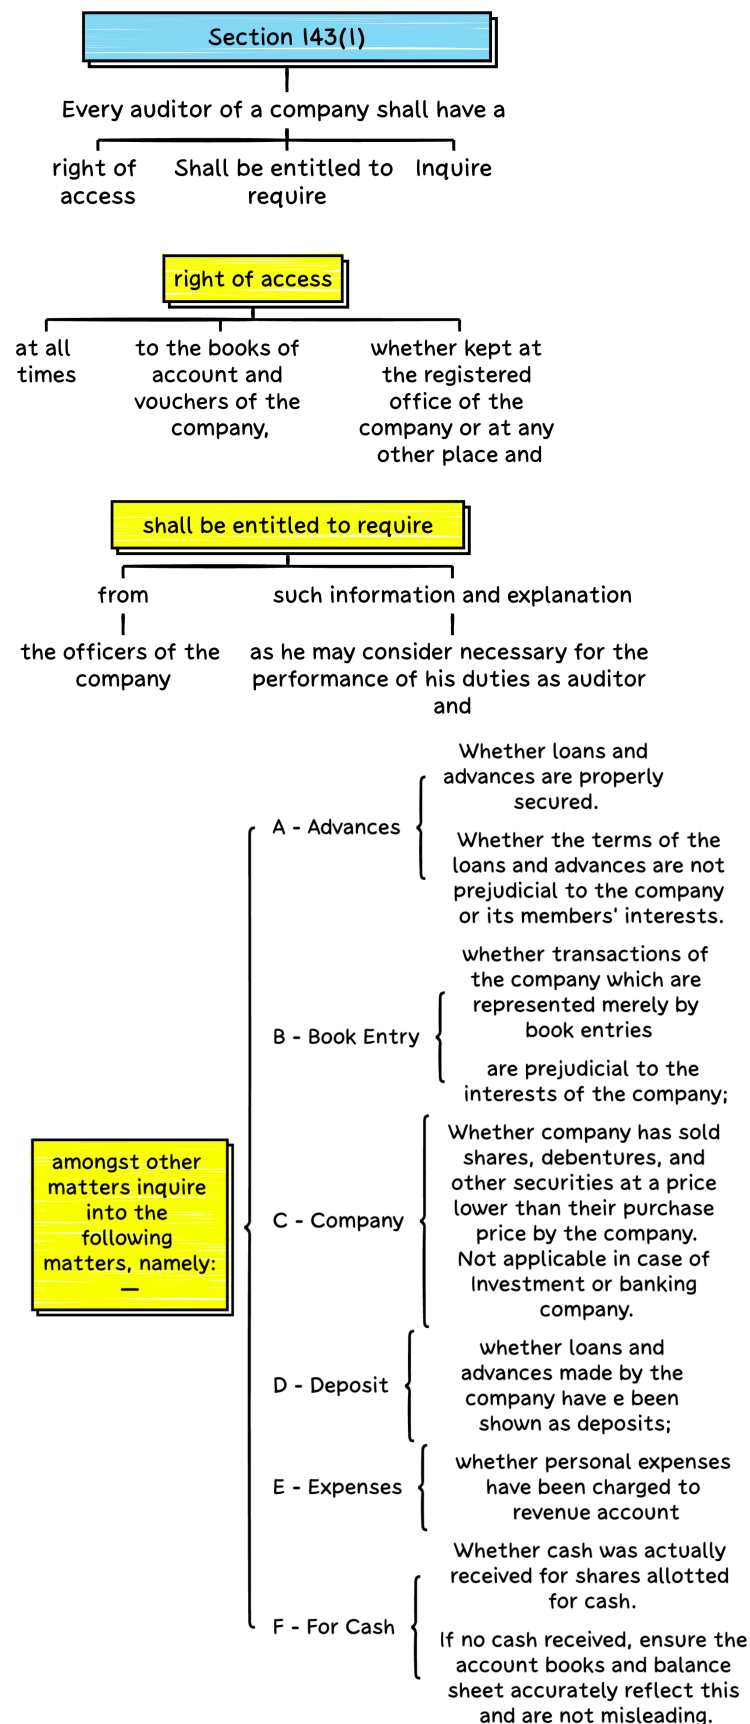 Section 143(1)
Every auditor of a company shall have a
right of
access
Shall be entitled to
require
Inquire
right of access
at all
times
to the books of
account and
vouchers of the
company,
whether kept at
the registered
office of the
company or at any
other place and
shall be entitled to require
from
the officers of the
company
such information and explanation
as he may consider necessary for the
performance of his duties as auditor
and
amongst other
matters inquire
into the
following
matters, namely:
—
A - Advances
Whether loans and
advances are properly
secured.
Whether the terms of the
loans and advances are not
prejudicial to the company
or its members' interests.
B - Book Entry
whether transactions of
the company which are
represented merely by
book entries
are prejudicial to the
interests of the company;
C - Company
Whether company has sold
shares, debentures, and
other securities at a price
lower than their purchase
price by the company.
Not applicable in case of
Investment or banking
company.
D - Deposit
whether loans and
advances made by the
company have e been
shown as deposits;
E - Expenses
whether personal expenses
have been charged to
revenue account
F - For Cash
Whether cash was actually
received for shares allotted
for cash.
If no cash received, ensure the
account books and balance
sheet accurately reflect this
and are not misleading.